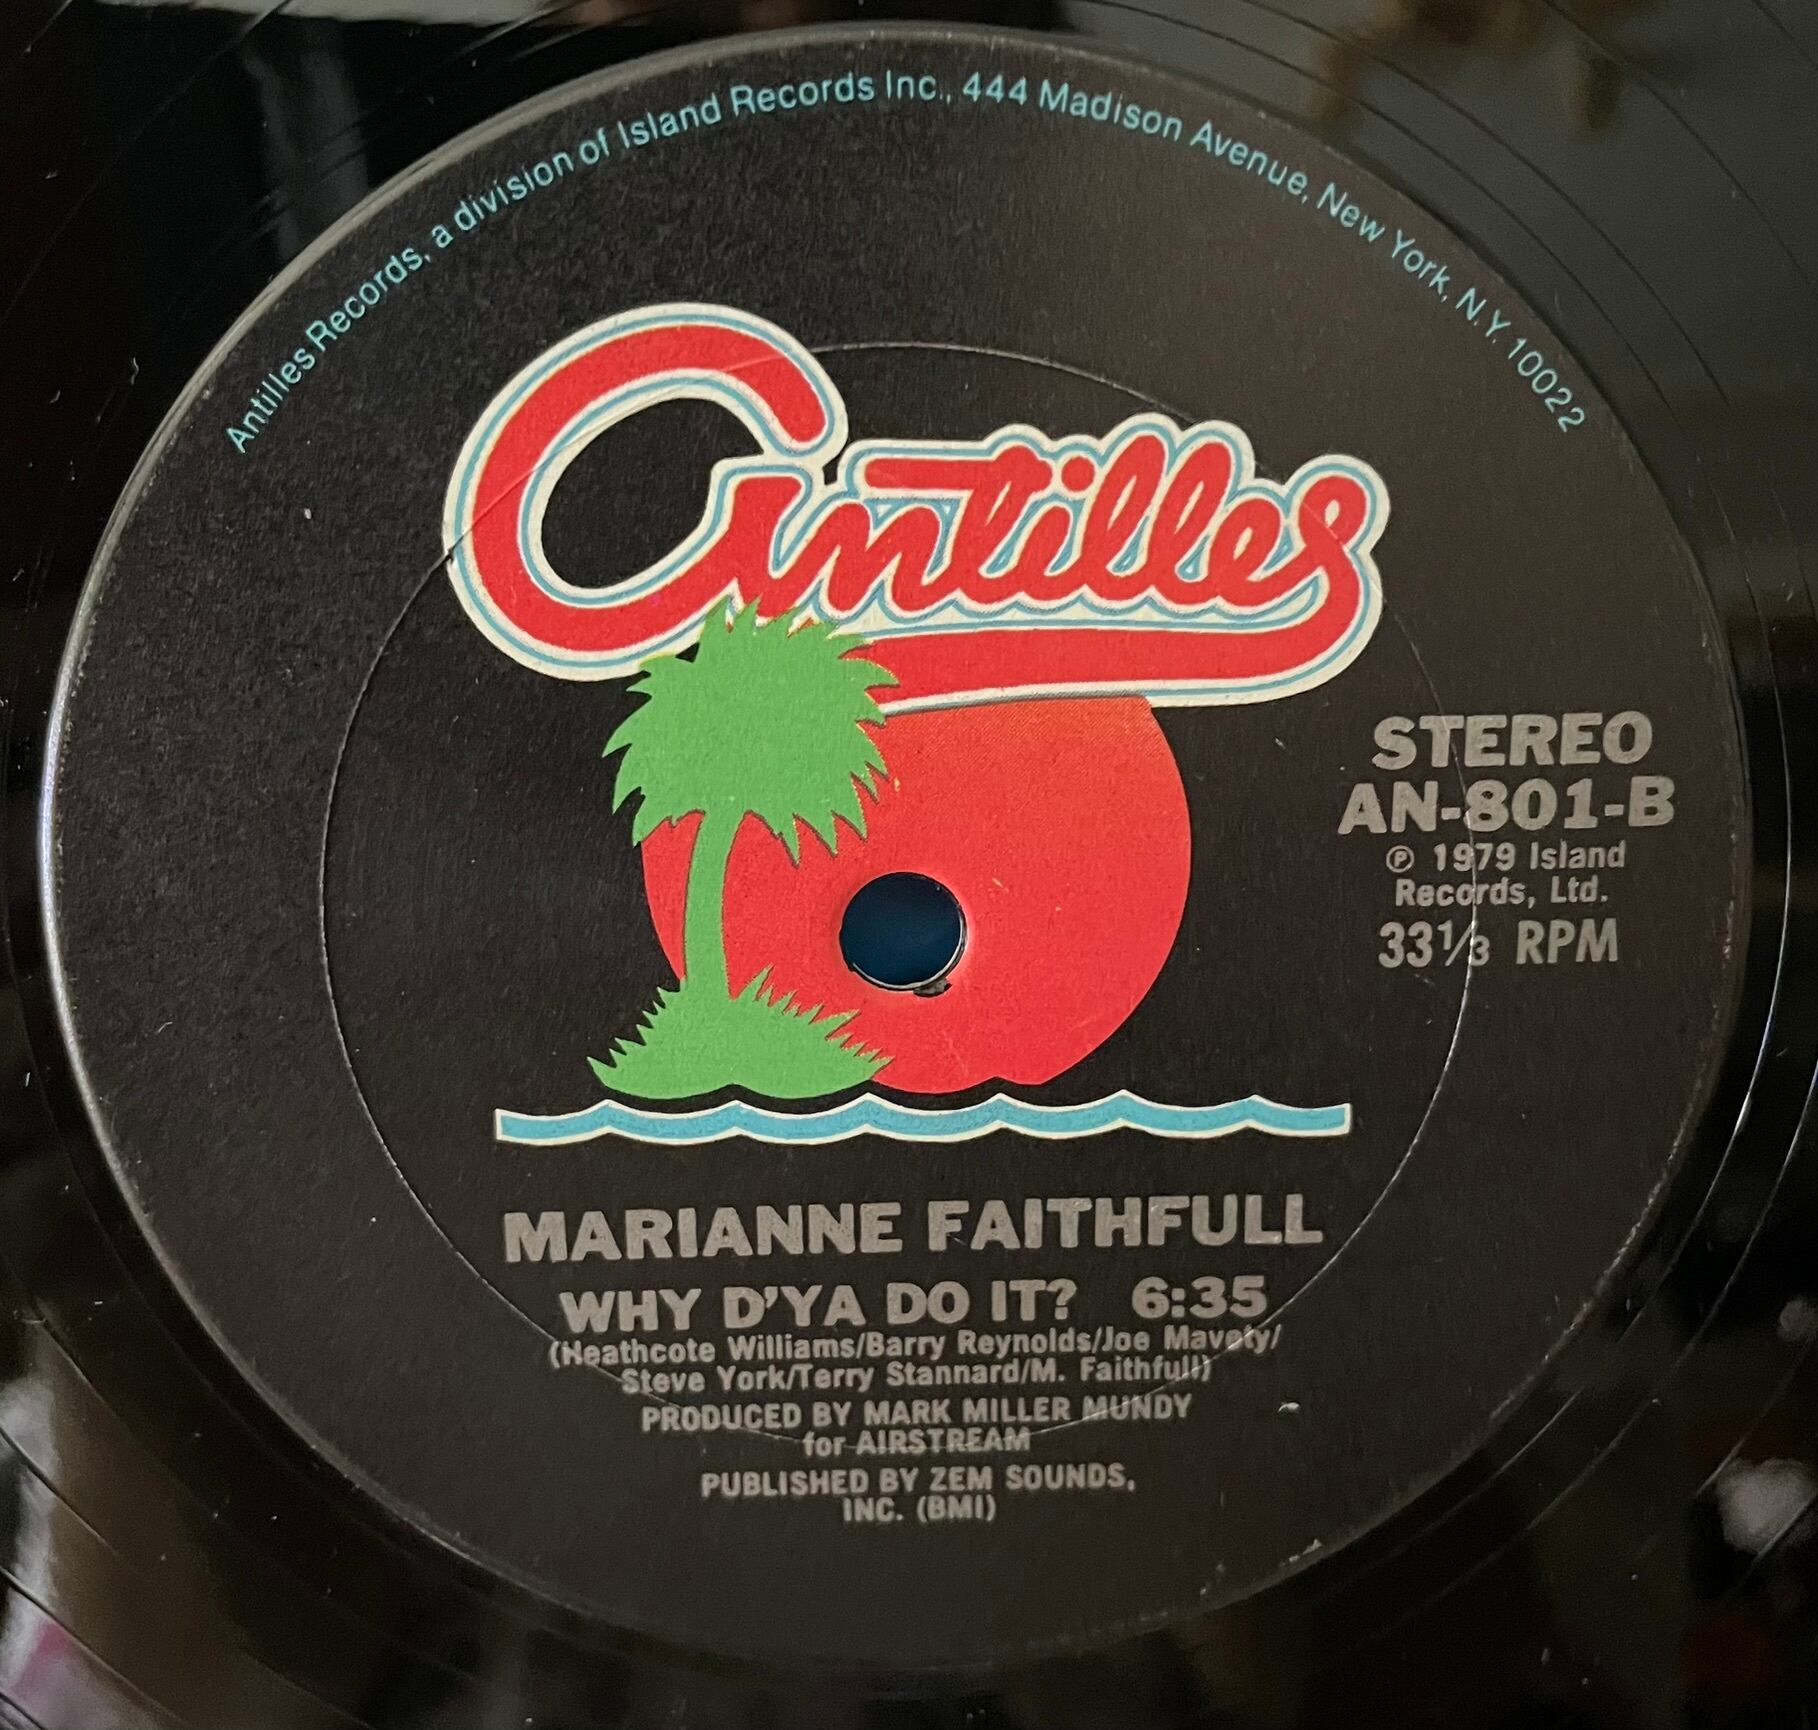 Antilles Records, a division of Island Records Inc., 444 Madison Avenue, New York, N.Y. 10022
Antilles
STEREO
AN-801-B
℗ 1979 Island
Records, Ltd.
33⅓ RPM
MARIANNE FAITHFULL
WHY D'YA DO IT? 6:35
(Heathcote Williams/Barry Reynolds/Joe Mavety/
Steve York/Terry Stannard/M. Faithfull)
PRODUCED BY MARK MILLER MUNDY
for AIRSTREAM
PUBLISHED BY ZEM SOUNDS,
INC. (BMI)